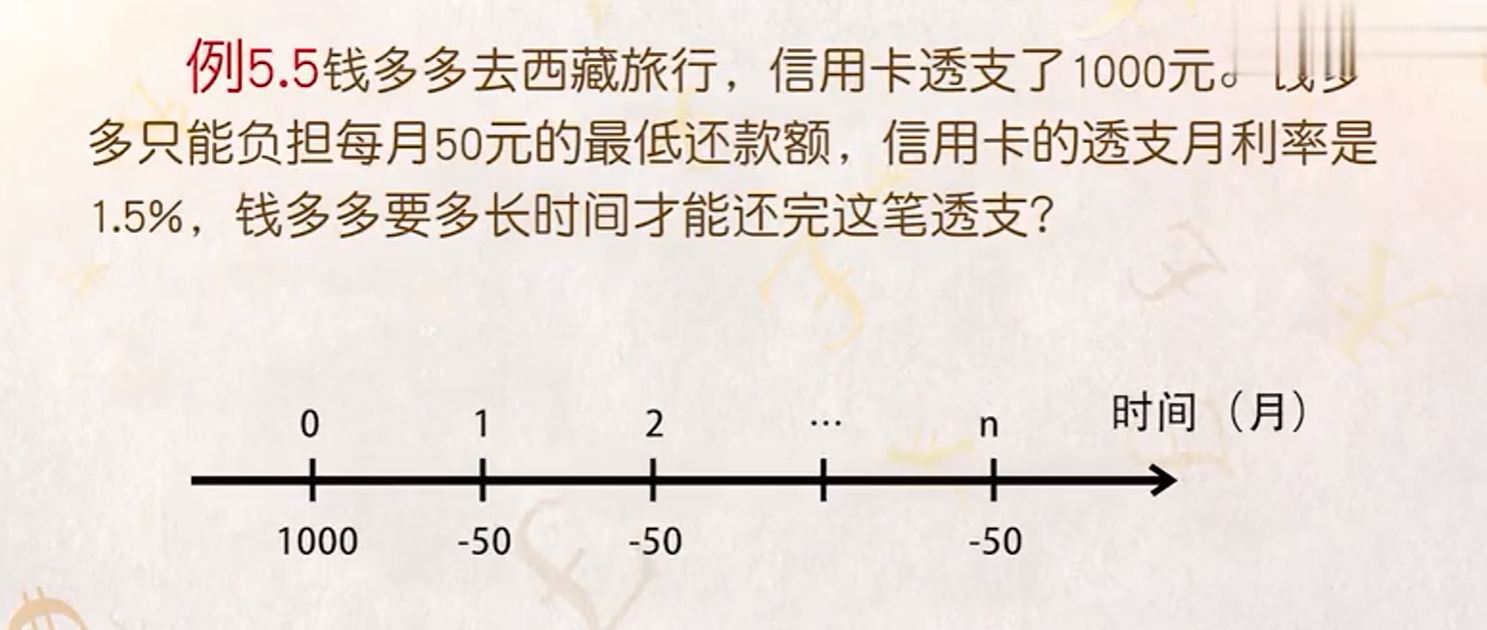 例5.5钱多多去西藏旅行，信用卡透支了1000元。钱多
多只能负担每月50元的最低还款额，信用卡的透支月利率是
1.5%，钱多多要多长时间才能还完这笔透支？
0 1 2 … n 时间（月）
1000 -50 -50 -50